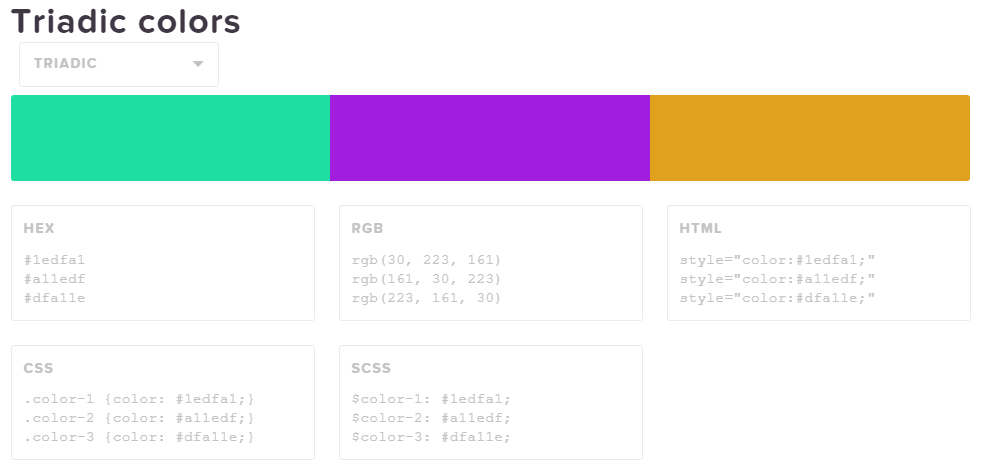 Triadic colors
TRIADIC
HEX
#1edfa1
#a11edf
#dfa11e
RGB
rgb(30, 223, 161)
rgb(161, 30, 223)
rgb(223, 161, 30)
HTML
style="color:#1edfa1;"
style="color:#a11edf;"
style="color:#dfa11e;"
CSS
.color-1 {color: #1edfa1;}
.color-2 {color: #a11edf;}
.color-3 {color: #dfa11e;}
SCSS
$color-1: #1edfa1;
$color-2: #a11edf;
$color-3: #dfa11e;